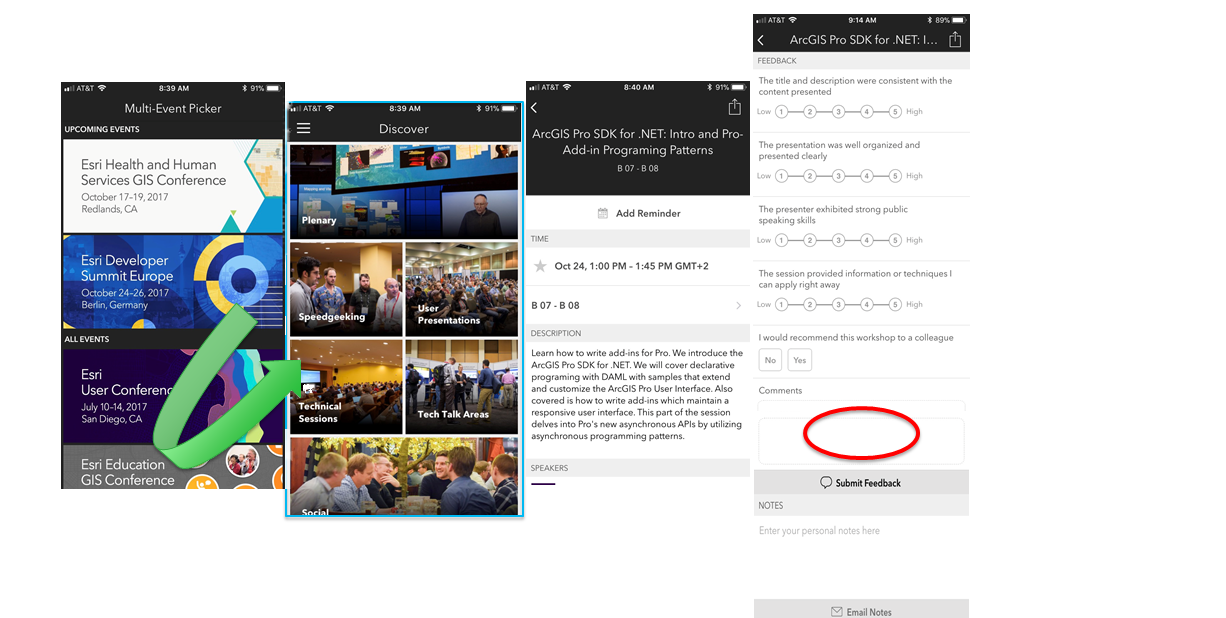 AT&T 8:39 AM 91%
Multi-Event Picker
UPCOMING EVENTS
Esri Health and Human
Services GIS Conference
October 17–19, 2017
Redlands, CA
Esri Developer
Summit Europe
October 24–26, 2017
Berlin, Germany
ALL EVENTS
Esri
User Conferenc
July 10–14, 2017
San Diego, CA
Esri Education
GIS Conference
AT&T 8:39 AM 91%
Discover
Plenary
Speedgeeking
User
Presentations
Technical
Sessions
Tech Talk Areas
Social
AT&T 8:40 AM 91%
ArcGIS Pro SDK for .NET: Intro and Pro-
Add-in Programing Patterns
B 07 - B 08
Add Reminder
TIME
Oct 24, 1:00 PM – 1:45 PM GMT+2
B 07 - B 08
DESCRIPTION
Learn how to write add-ins for Pro. We introduce the
ArcGIS Pro SDK for .NET. We will cover declarative
programing with DAML with samples that extend
and customize the ArcGIS Pro User Interface. Also
covered is how to write add-ins which maintain a
responsive user interface. This part of the session
delves into Pro's new asynchronous APIs by utilizing
asynchronous programming patterns.
SPEAKERS
AT&T 9:14 AM 89%
ArcGIS Pro SDK for .NET: I...
FEEDBACK
The title and description were consistent with the
content presented
Low 1 2 3 4 5 High
The presentation was well organized and
presented clearly
Low 1 2 3 4 5 High
The presenter exhibited strong public
speaking skills
Low 1 2 3 4 5 High
The session provided information or techniques I
can apply right away
Low 1 2 3 4 5 High
I would recommend this workshop to a colleague
No Yes
Comments
Submit Feedback
NOTES
Enter your personal notes here
Email Notes